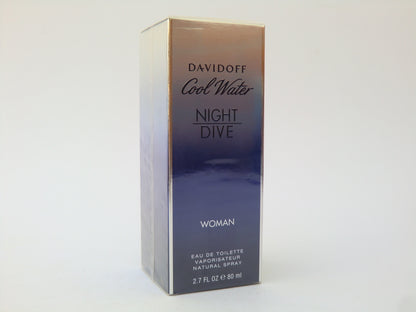 DAVIDOFF
Cool Water
NIGHT
DIVE
WOMAN
EAU DE TOILETTE
VAPORISATEUR
NATURAL SPRAY
2.7 FL OZ ℮ 80 ml